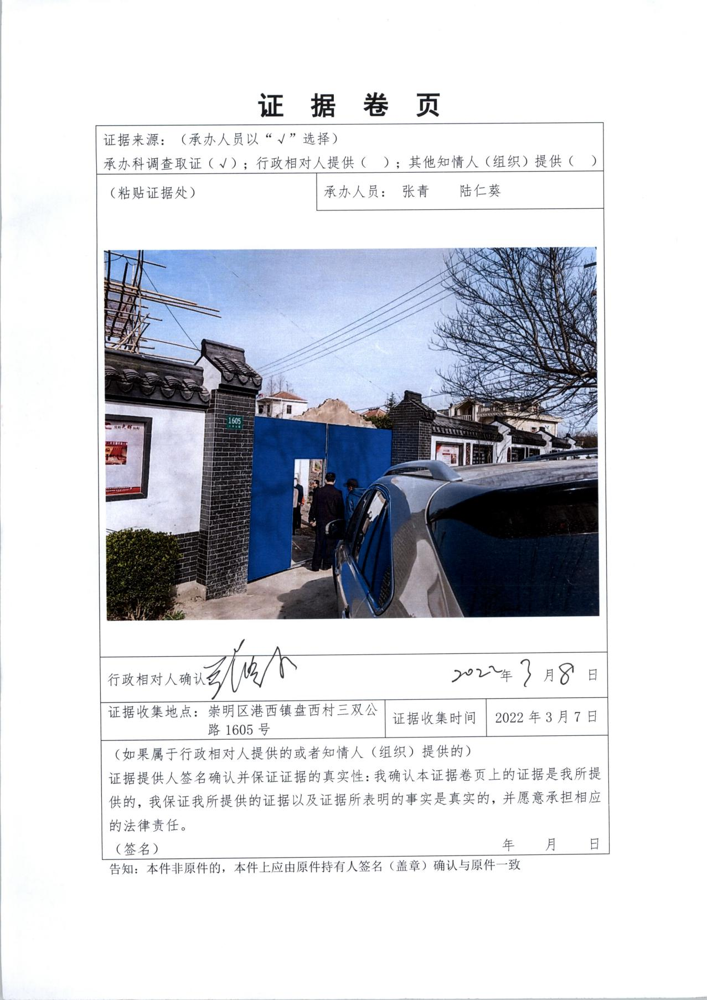 证据卷页
证据来源：（承办人员以“√”选择）
承办科调查取证（√）；行政相对人提供（ ）；其他知情人（组织）提供（ ）
（粘贴证据处）
承办人员： 张青 陆仁葵
1605
行政相对人确认
2022年3月8日
证据收集地点：崇明区港西镇盘西村三双公
路1605号
证据收集时间
2022年3月7日
（如果属于行政相对人提供的或者知情人（组织）提供的）
证据提供人签名确认并保证证据的真实性：我确认本证据卷页上的证据是我所提
供的，我保证我所提供的证据以及证据所表明的事实是真实的，并愿意承担相应
的法律责任。
（签名）
年 月 日
告知：本件非原件的，本件上应由原件持有人签名（盖章）确认与原件一致